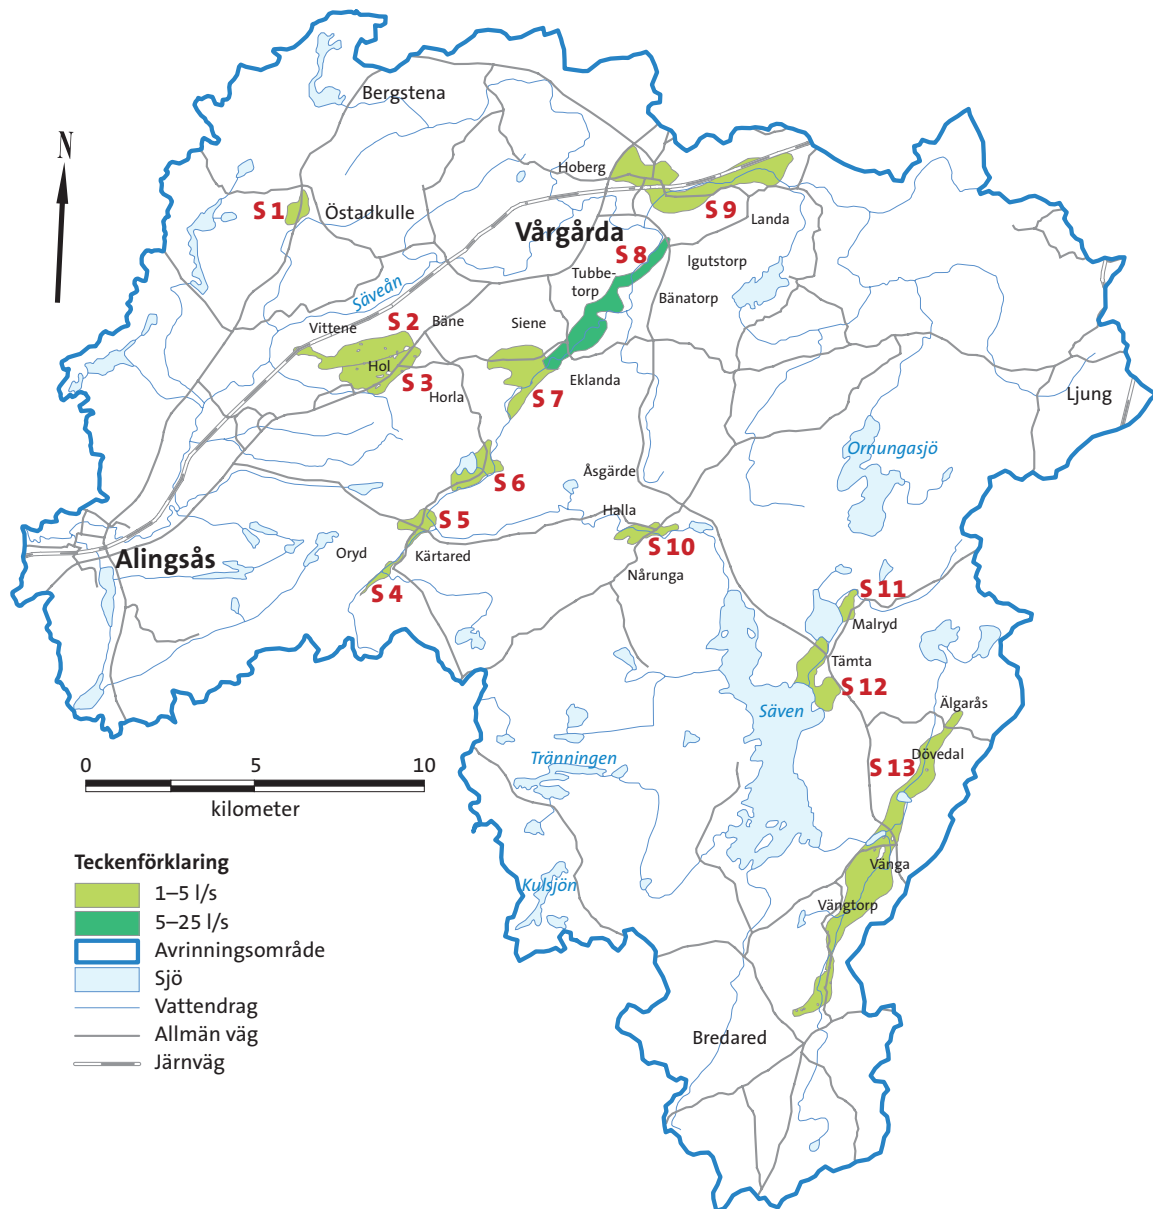 Bergstena
N
Hoberg
S 1
Östadkulle
S 9
Landa
Vårgårda
S 8
Igutstorp
Tubbe-
torp
Bänatorp
Säveån
Vittene
S 2
Bäne
Siene
Hol
S 3
Horla
Eklanda
S 7
Ljung
Ornungasjö
Åsgärde
S 6
Halla
S 5
S 10
Alingsås
Oryd
Kärtared
Nårunga
S 4
S 11
Malryd
Tämta
S 12
Säven
Älgarås
Dövedal
S 13
Tränningen
0
5
10
kilometer
Teckenförklaring
1–5 l/s
5–25 l/s
Avrinningsområde
Sjö
Vattendrag
Allmän väg
Järnväg
Kulsjön
Vänga
Vängtorp
Bredared